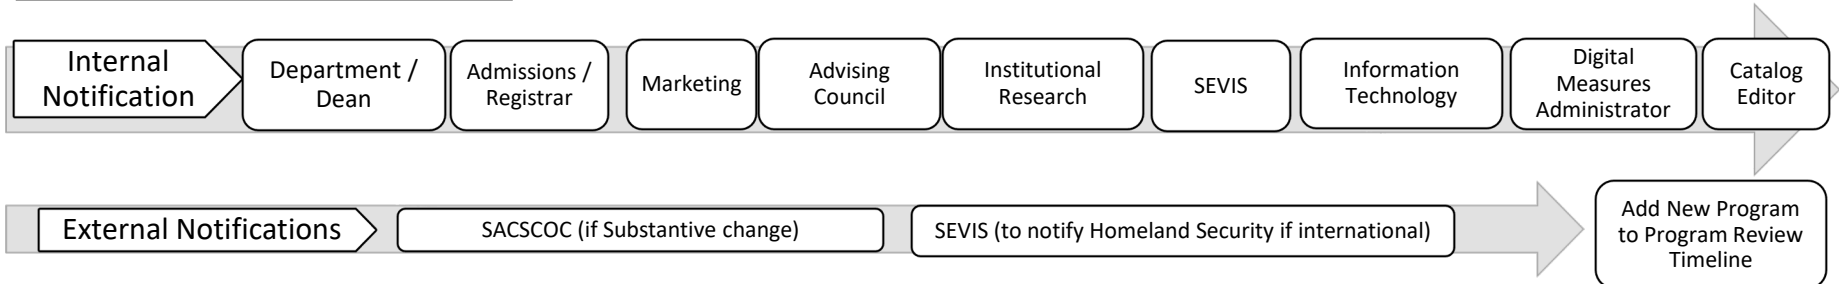 Internal
Notification
Department /
Dean
Admissions /
Registrar
Marketing
Advising
Council
Institutional
Research
SEVIS
Information
Technology
Digital
Measures
Administrator
Catalog
Editor
External Notifications
SACSCOC (if Substantive change)
SEVIS (to notify Homeland Security if international)
Add New Program
to Program Review
Timeline